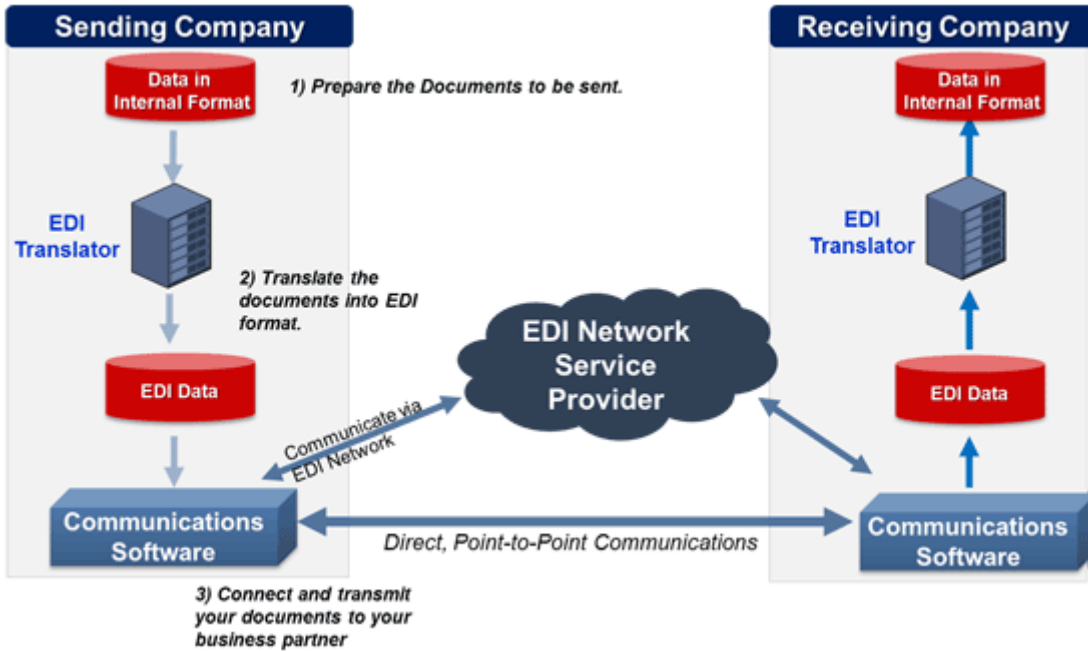 Sending Company
Data in
Internal Format
1) Prepare the Documents to be sent.
EDI
Translator
2) Translate the
documents into EDI
format.
EDI Data
Communicate via
EDI Network
Communications
Software
3) Connect and transmit
your documents to your
business partner
EDI Network
Service
Provider
Direct, Point-to-Point Communications
Receiving Company
Data in
Internal Format
EDI
Translator
EDI Data
Communications
Software